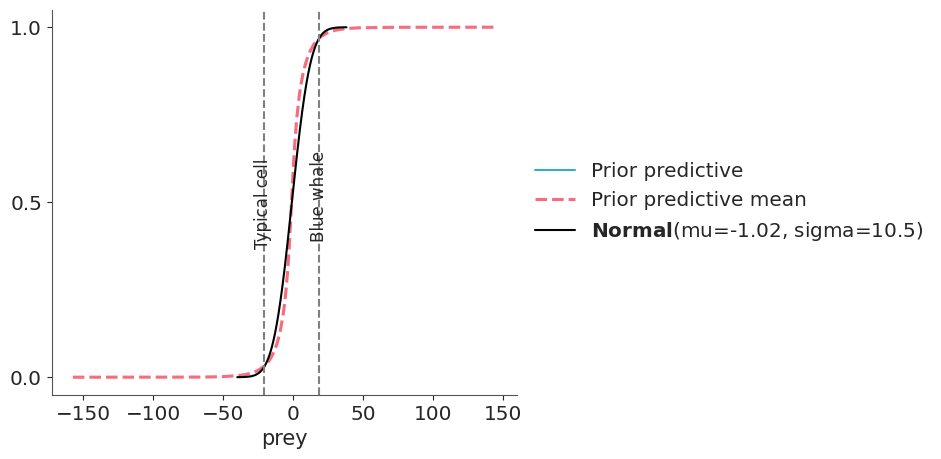 1.0
0.5
0.0
Typical cell
Blue whale
−150 −100 −50 0 50 100 150
prey
Prior predictive
Prior predictive mean
Normal(mu=-1.02, sigma=10.5)